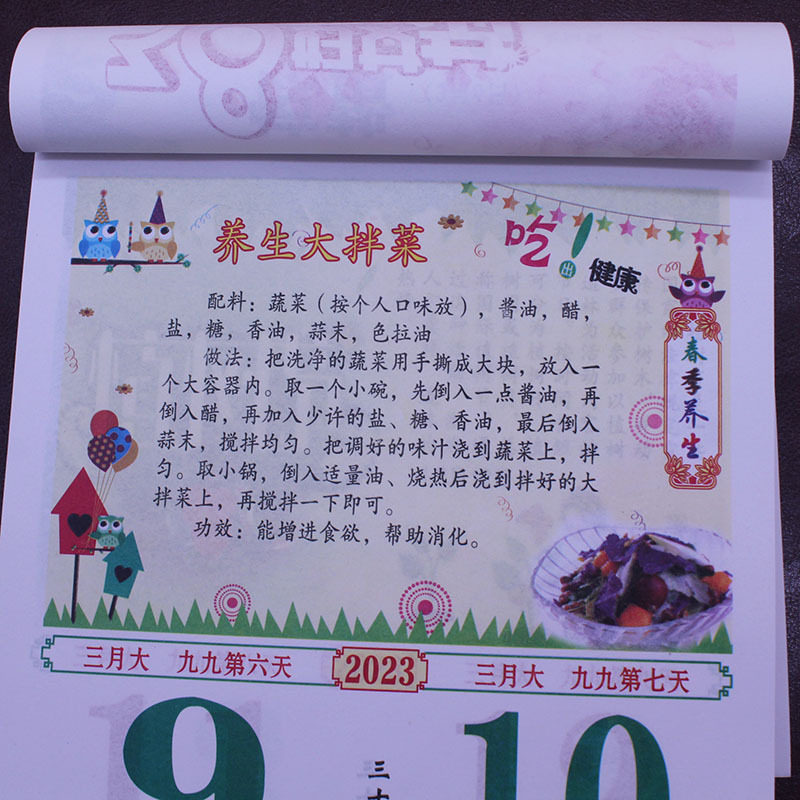 养生大拌菜
吃!出健康
配料：蔬菜（按个人口味放），酱油，醋，
盐，糖，香油，蒜末，色拉油
做法：把洗净的蔬菜用手撕成大块，放入一
个大容器内。取一个小碗，先倒入一点酱油，再
倒入醋，再加入少许的盐、糖、香油，最后倒入
蒜末，搅拌均匀。把调好的味汁浇到蔬菜上，拌
匀。取小锅，倒入适量油、烧热后浇到拌好的大
拌菜上，再搅拌一下即可。
功效：能增进食欲，帮助消化。
春季养生
三月大 九九第六天
2023
三月大 九九第七天
9
三十
10